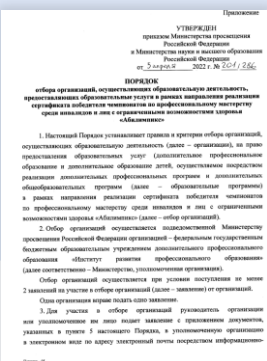 Приложение
УТВЕРЖДЕН
приказом Министерства просвещения
Российской Федерации
и Министерства науки и высшего образования
Российской Федерации
от 2022 г. №
ПОРЯДОК
отбора организаций, осуществляющих образовательную деятельность,
предоставляющих образовательные услуги в рамках направления реализации
сертификата победителя чемпионатов по профессиональному мастерству
среди инвалидов и лиц с ограниченными возможностями здоровья
«Абилимпикс»
1. Настоящий Порядок устанавливает правила и критерии отбора организаций,
осуществляющих образовательную деятельность (далее – организации), на право
предоставления образовательных услуг (дополнительное профессиональное
образование и дополнительное образование детей, осуществляемое посредством
реализации дополнительных профессиональных программ и дополнительных
общеобразовательных программ (далее – образовательные программы)
в рамках направления реализации сертификата победителя чемпионатов
по профессиональному мастерству среди инвалидов и лиц с ограниченными
возможностями здоровья «Абилимпикс» (далее – отбор организаций).
2. Отбор организаций осуществляется подведомственной Министерству
просвещения Российской Федерации организацией – федеральным государственным
бюджетным образовательным учреждением дополнительного профессионального
образования «Институт развития профессионального образования»
(далее соответственно – Министерство, уполномоченная организация).
Отбор организаций осуществляется при условии поступления не менее
2 заявлений на участие в отборе организаций (далее – заявление) от организаций.
Одна организация вправе подать одно заявление.
3. Для участия в отборе организаций руководитель организации
или уполномоченное им лицо подает заявление с приложением документов,
указанных в пункте 5 настоящего Порядка, в уполномоченную организацию
в электронном виде по адресу электронной почты посредством информационно-